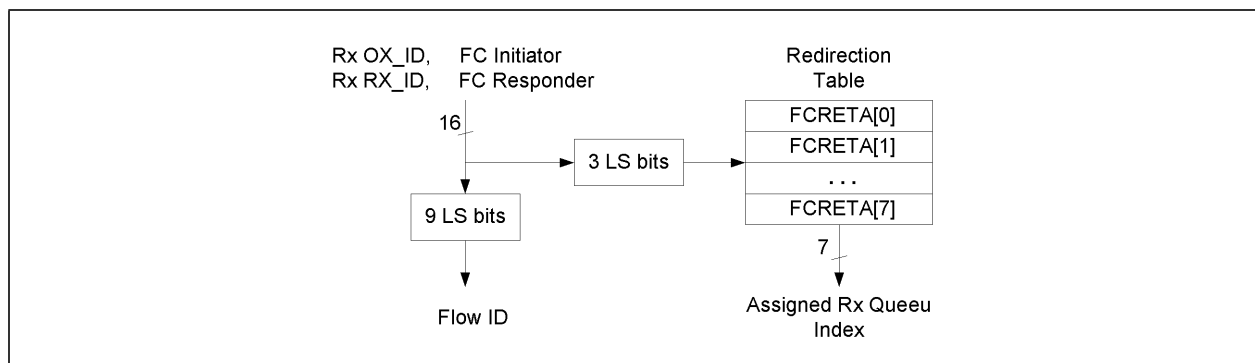 Rx OX_ID, FC Initiator
Rx RX_ID, FC Responder
16
9 LS bits
Flow ID
3 LS bits
Redirection
Table
FCRETA[0]
FCRETA[1]
...
FCRETA[7]
7
Assigned Rx Queeu
Index